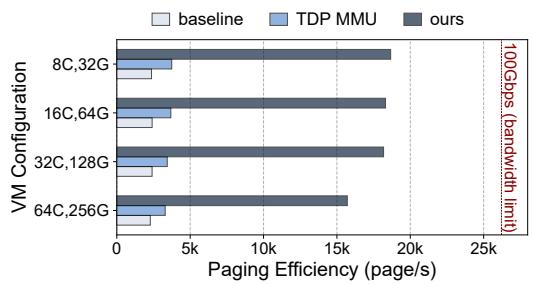 baseline TDP MMU ours
VM Configuration
8C,32G
16C,64G
32C,128G
64C,256G
0 5k 10k 15k 20k 25k
Paging Efficiency (page/s)
100Gbps (bandwidth limit)